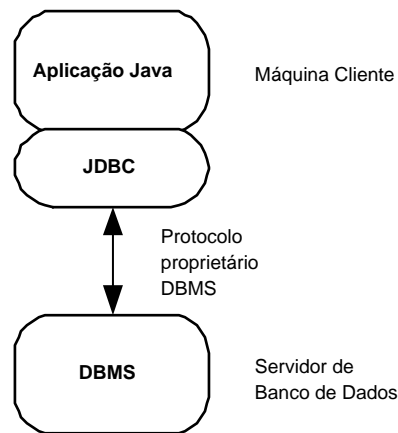 Aplicação Java
Máquina Cliente
JDBC
Protocolo
proprietário
DBMS
DBMS
Servidor de
Banco de Dados